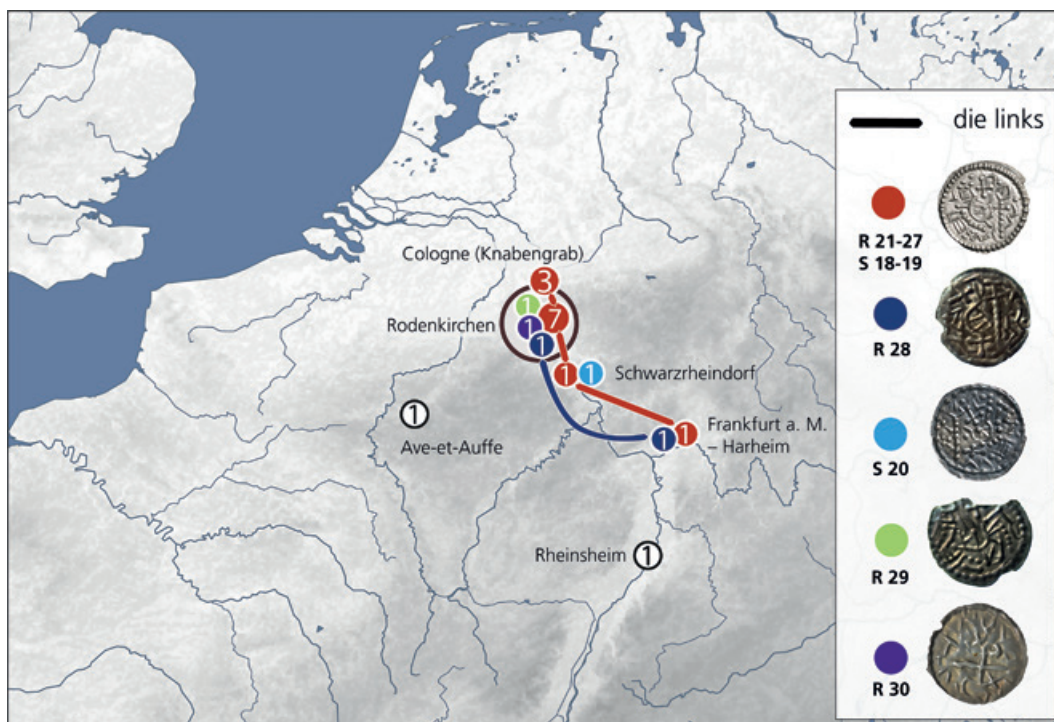 die links
R 21-27
S 18-19
R 28
S 20
R 29
R 30
Cologne (Knabengrab)
3
1
7
Rodenkirchen
1
1
1
1
Schwarzrheindorf
1
Ave-et-Auffe
1
1
Frankfurt a. M.
– Harheim
Rheinsheim
1